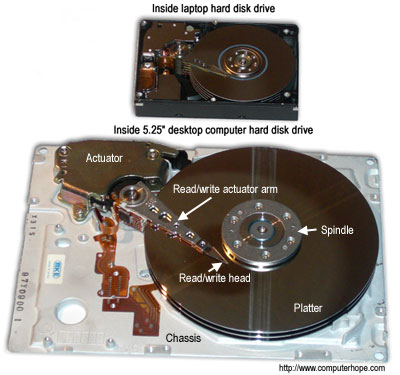 Inside laptop hard disk drive
Inside 5.25" desktop computer hard disk drive
Actuator
Read/write actuator arm
Spindle
Read/write head
Platter
Chassis
http://www.computerhope.com